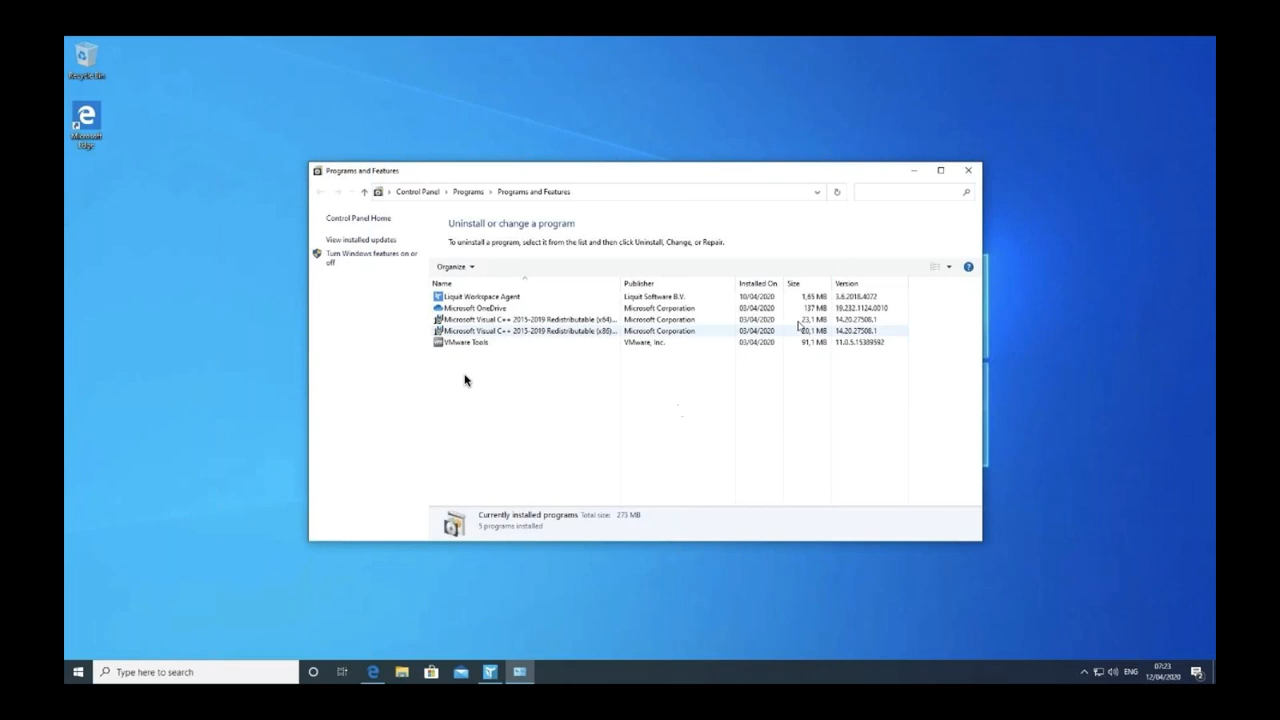 Recycle Bin
Microsoft
Edge
Programs and Features
Control Panel > Programs > Programs and Features
Control Panel Home
View installed updates
Turn Windows features on or
off
Uninstall or change a program
To uninstall a program, select it from the list and then click Uninstall, Change, or Repair.
Organize
Name Publisher Installed On Size Version
Liquit Workspace Agent Liquit Software B.V. 10/04/2020 1,65 MB 3.6.2018.4072
Microsoft OneDrive Microsoft Corporation 03/04/2020 137 MB 19.232.1124.0010
Microsoft Visual C++ 2015-2019 Redistributable (x64)... Microsoft Corporation 03/04/2020 23,1 MB 14.20.27508.1
Microsoft Visual C++ 2015-2019 Redistributable (x86)... Microsoft Corporation 03/04/2020 20,1 MB 14.20.27508.1
VMware Tools VMware, Inc. 03/04/2020 91,1 MB 11.0.5.15389592
Currently installed programs Total size: 273 MB
5 programs installed
Type here to search
ENG
07:23
12/04/2020